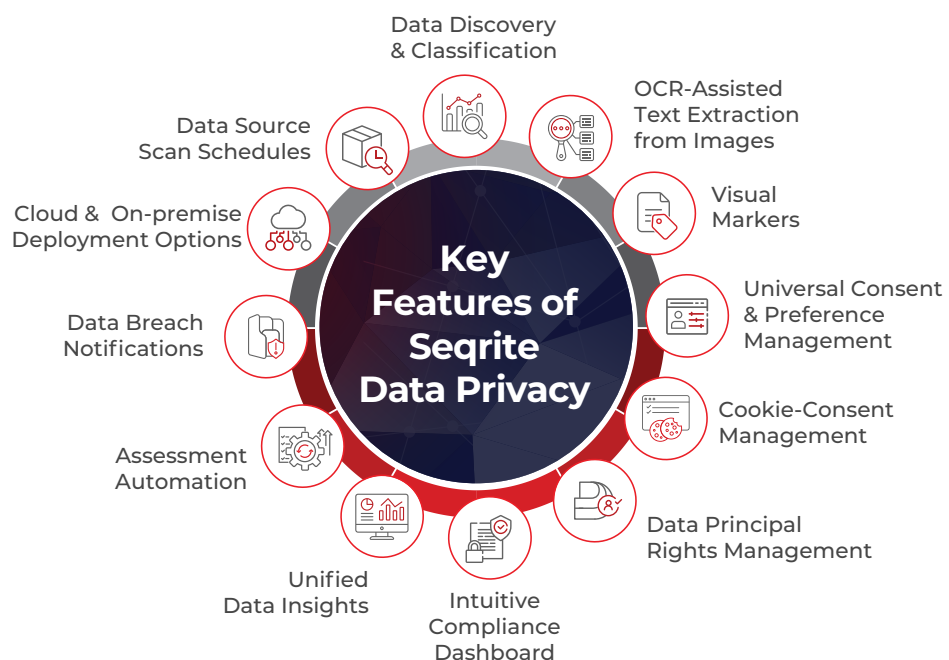 Data Discovery
& Classification
OCR-Assisted
Text Extraction
from Images
Visual
Markers
Universal Consent
& Preference
Management
Cookie-Consent
Management
Data Principal
Rights Management
Intuitive
Compliance
Dashboard
Unified
Data Insights
Assessment
Automation
Data Breach
Notifications
Cloud & On-premise
Deployment Options
Data Source
Scan Schedules
Key
Features of
Seqrite
Data Privacy